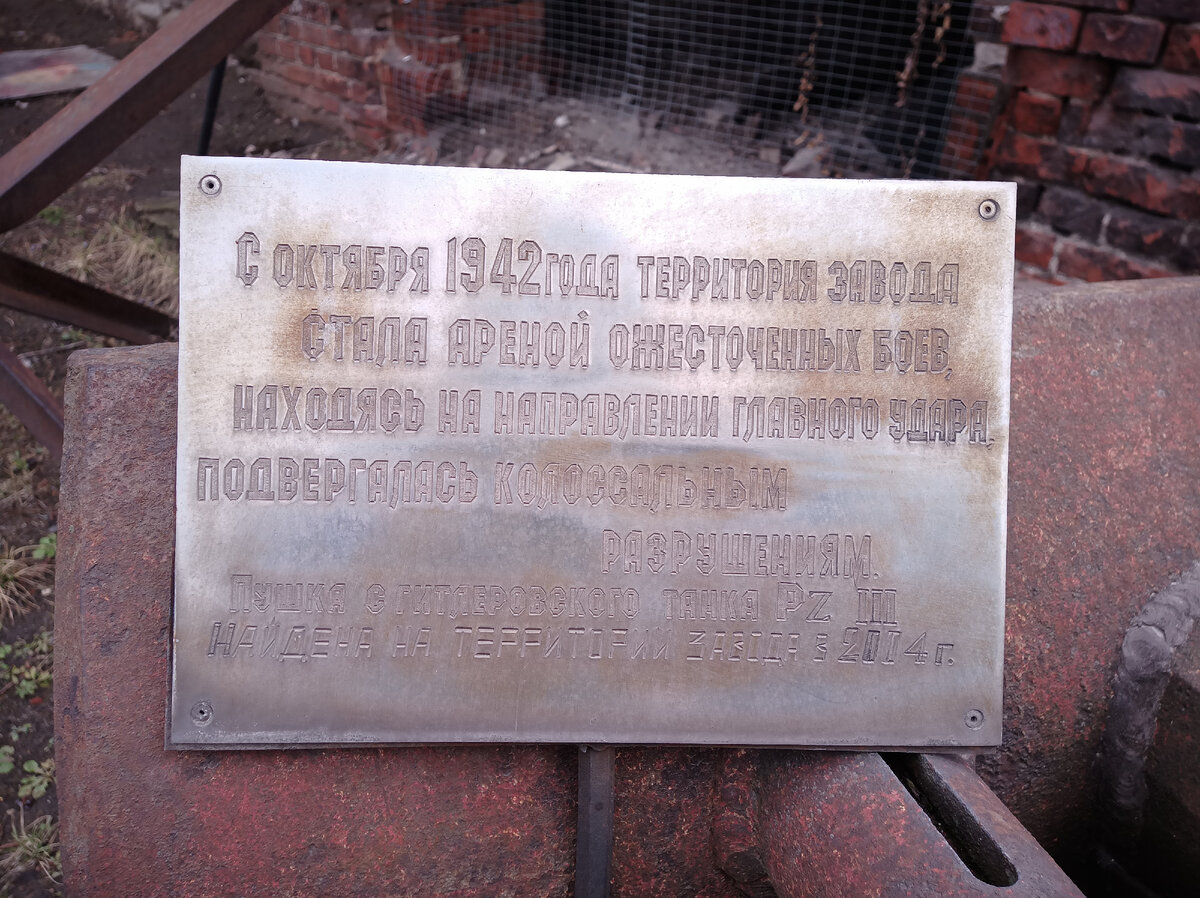 С октября 1942 года территория завода
стала ареной ожесточенных боев,
находясь на направлении главного удара,
подвергалась колоссальным
разрушениям.
Пушка с гитлеровского танка Pz III
Найдена на территории завода в 2014 г.